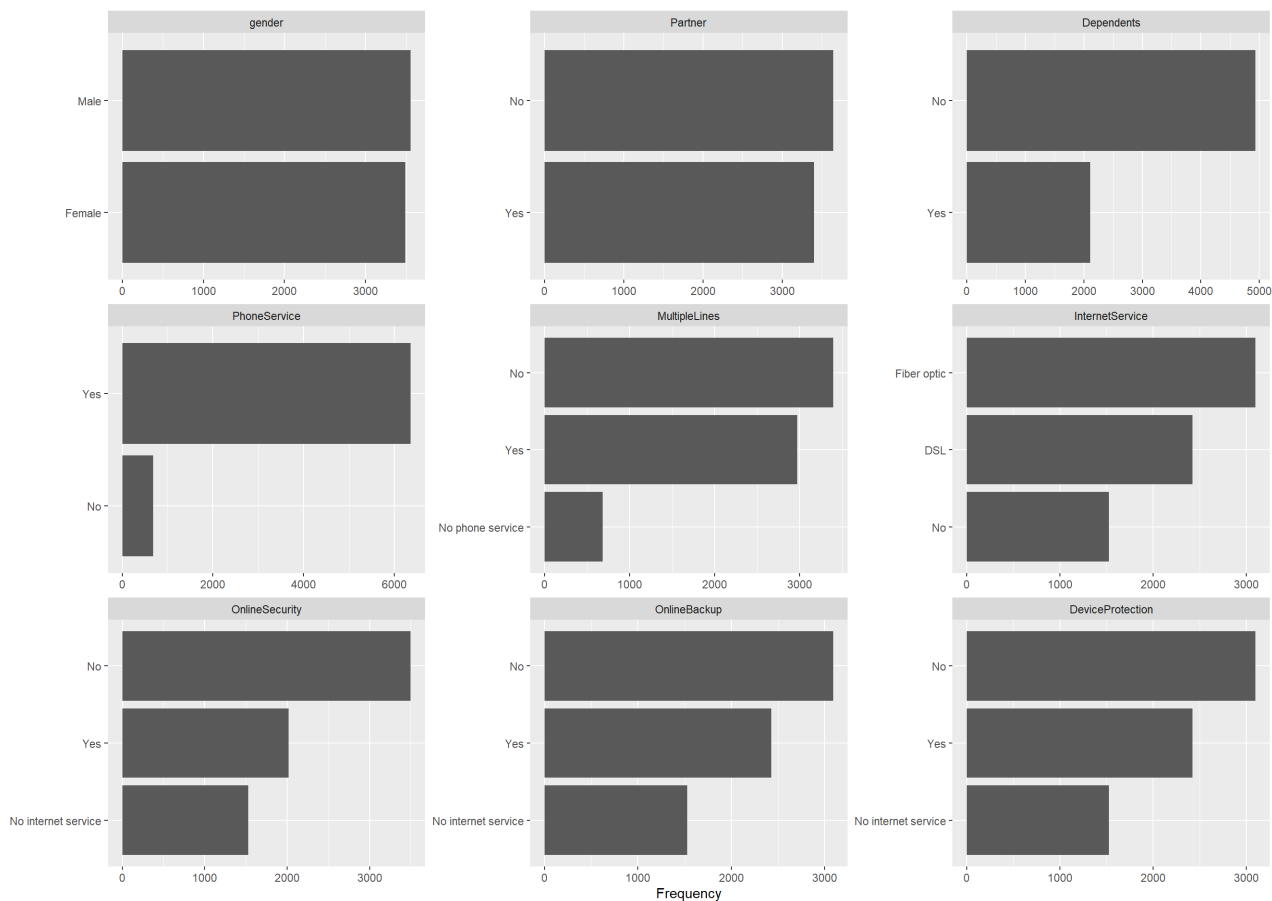 gender
Male
Female
0 1000 2000 3000
Partner
No
Yes
0 1000 2000 3000
Dependents
No
Yes
0 1000 2000 3000 4000 5000
PhoneService
Yes
No
0 2000 4000 6000
MultipleLines
No
Yes
No phone service
0 1000 2000 3000
InternetService
Fiber optic
DSL
No
0 1000 2000 3000
OnlineSecurity
No
Yes
No internet service
0 1000 2000 3000
OnlineBackup
No
Yes
No internet service
0 1000 2000 3000
DeviceProtection
No
Yes
No internet service
0 1000 2000 3000
Frequency